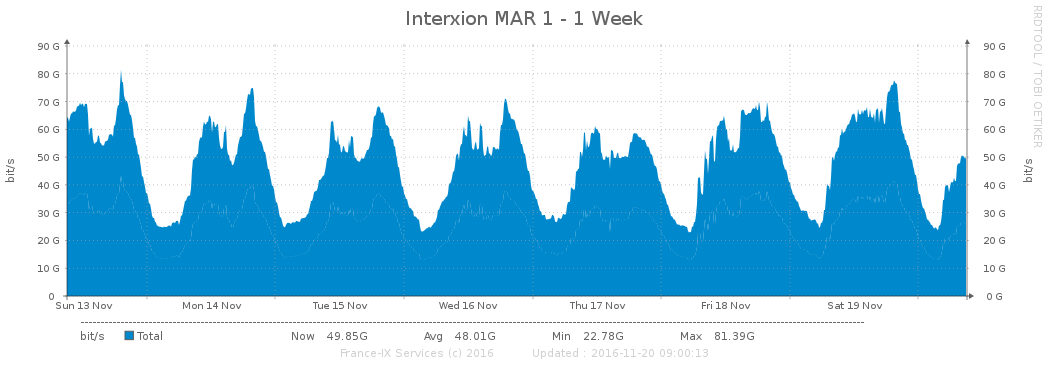 Interxion MAR 1 - 1 Week
RRDTOOL / TOBI OETIKER
90 G 90 G
80 G 80 G
70 G 70 G
60 G 60 G
50 G 50 G
40 G 40 G
30 G 30 G
20 G 20 G
10 G 10 G
0 0 G
bit/s bit/s
Sun 13 Nov Mon 14 Nov Tue 15 Nov Wed 16 Nov Thu 17 Nov Fri 18 Nov Sat 19 Nov
bit/s Total Now 49.85G Avg 48.01G Min 22.78G Max 81.39G
France-IX Services (c) 2016 Updated : 2016-11-20 09:00:13